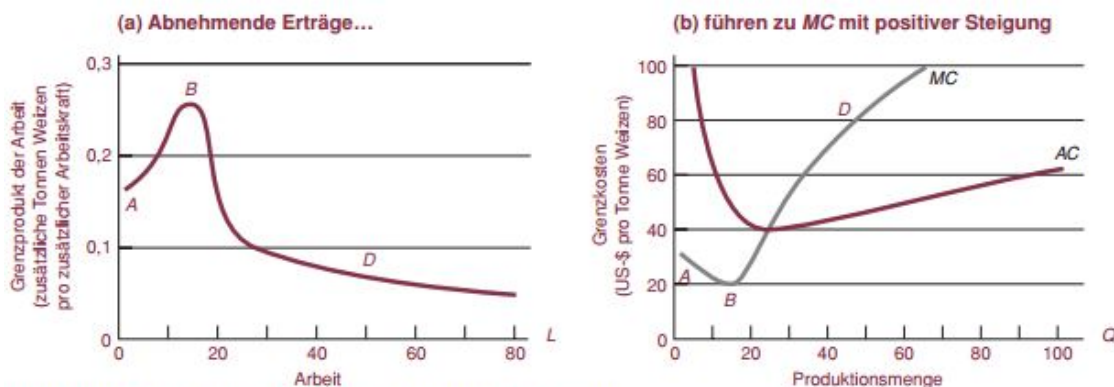 (a) Abnehmende Erträge…
Grenzprodukt der Arbeit
(zusätzliche Tonnen Weizen
pro zusätzlicher Arbeitskraft)
0,3
0,2
0,1
0
A
B
D
0
20
40
60
80
L
Arbeit
(b) führen zu MC mit positiver Steigung
Grenzkosten
(US-$ pro Tonne Weizen)
100
80
60
40
20
0
MC
D
AC
A
B
0
20
40
60
80
100
Q
Produktionsmenge